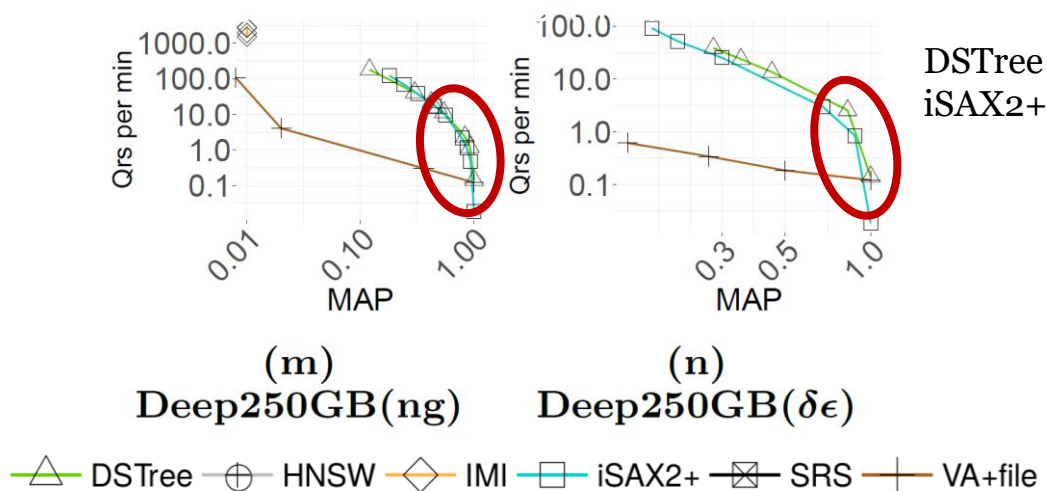 Qrs per min
1000.0
100.0
10.0
1.0
0.1
0.01
0.10
1.00
MAP
Qrs per min
100.0
10.0
1.0
0.1
0.3
0.5
1.0
MAP
DSTree
iSAX2+
(m)
Deep250GB(ng)
(n)
Deep250GB(δϵ)
DSTree HNSW IMI iSAX2+ SRS VA+file